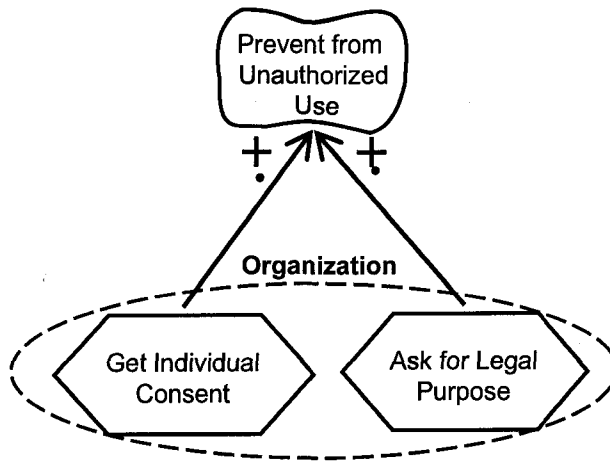 Prevent from
Unauthorized
Use
+
+
Organization
Get Individual
Consent
Ask for Legal
Purpose